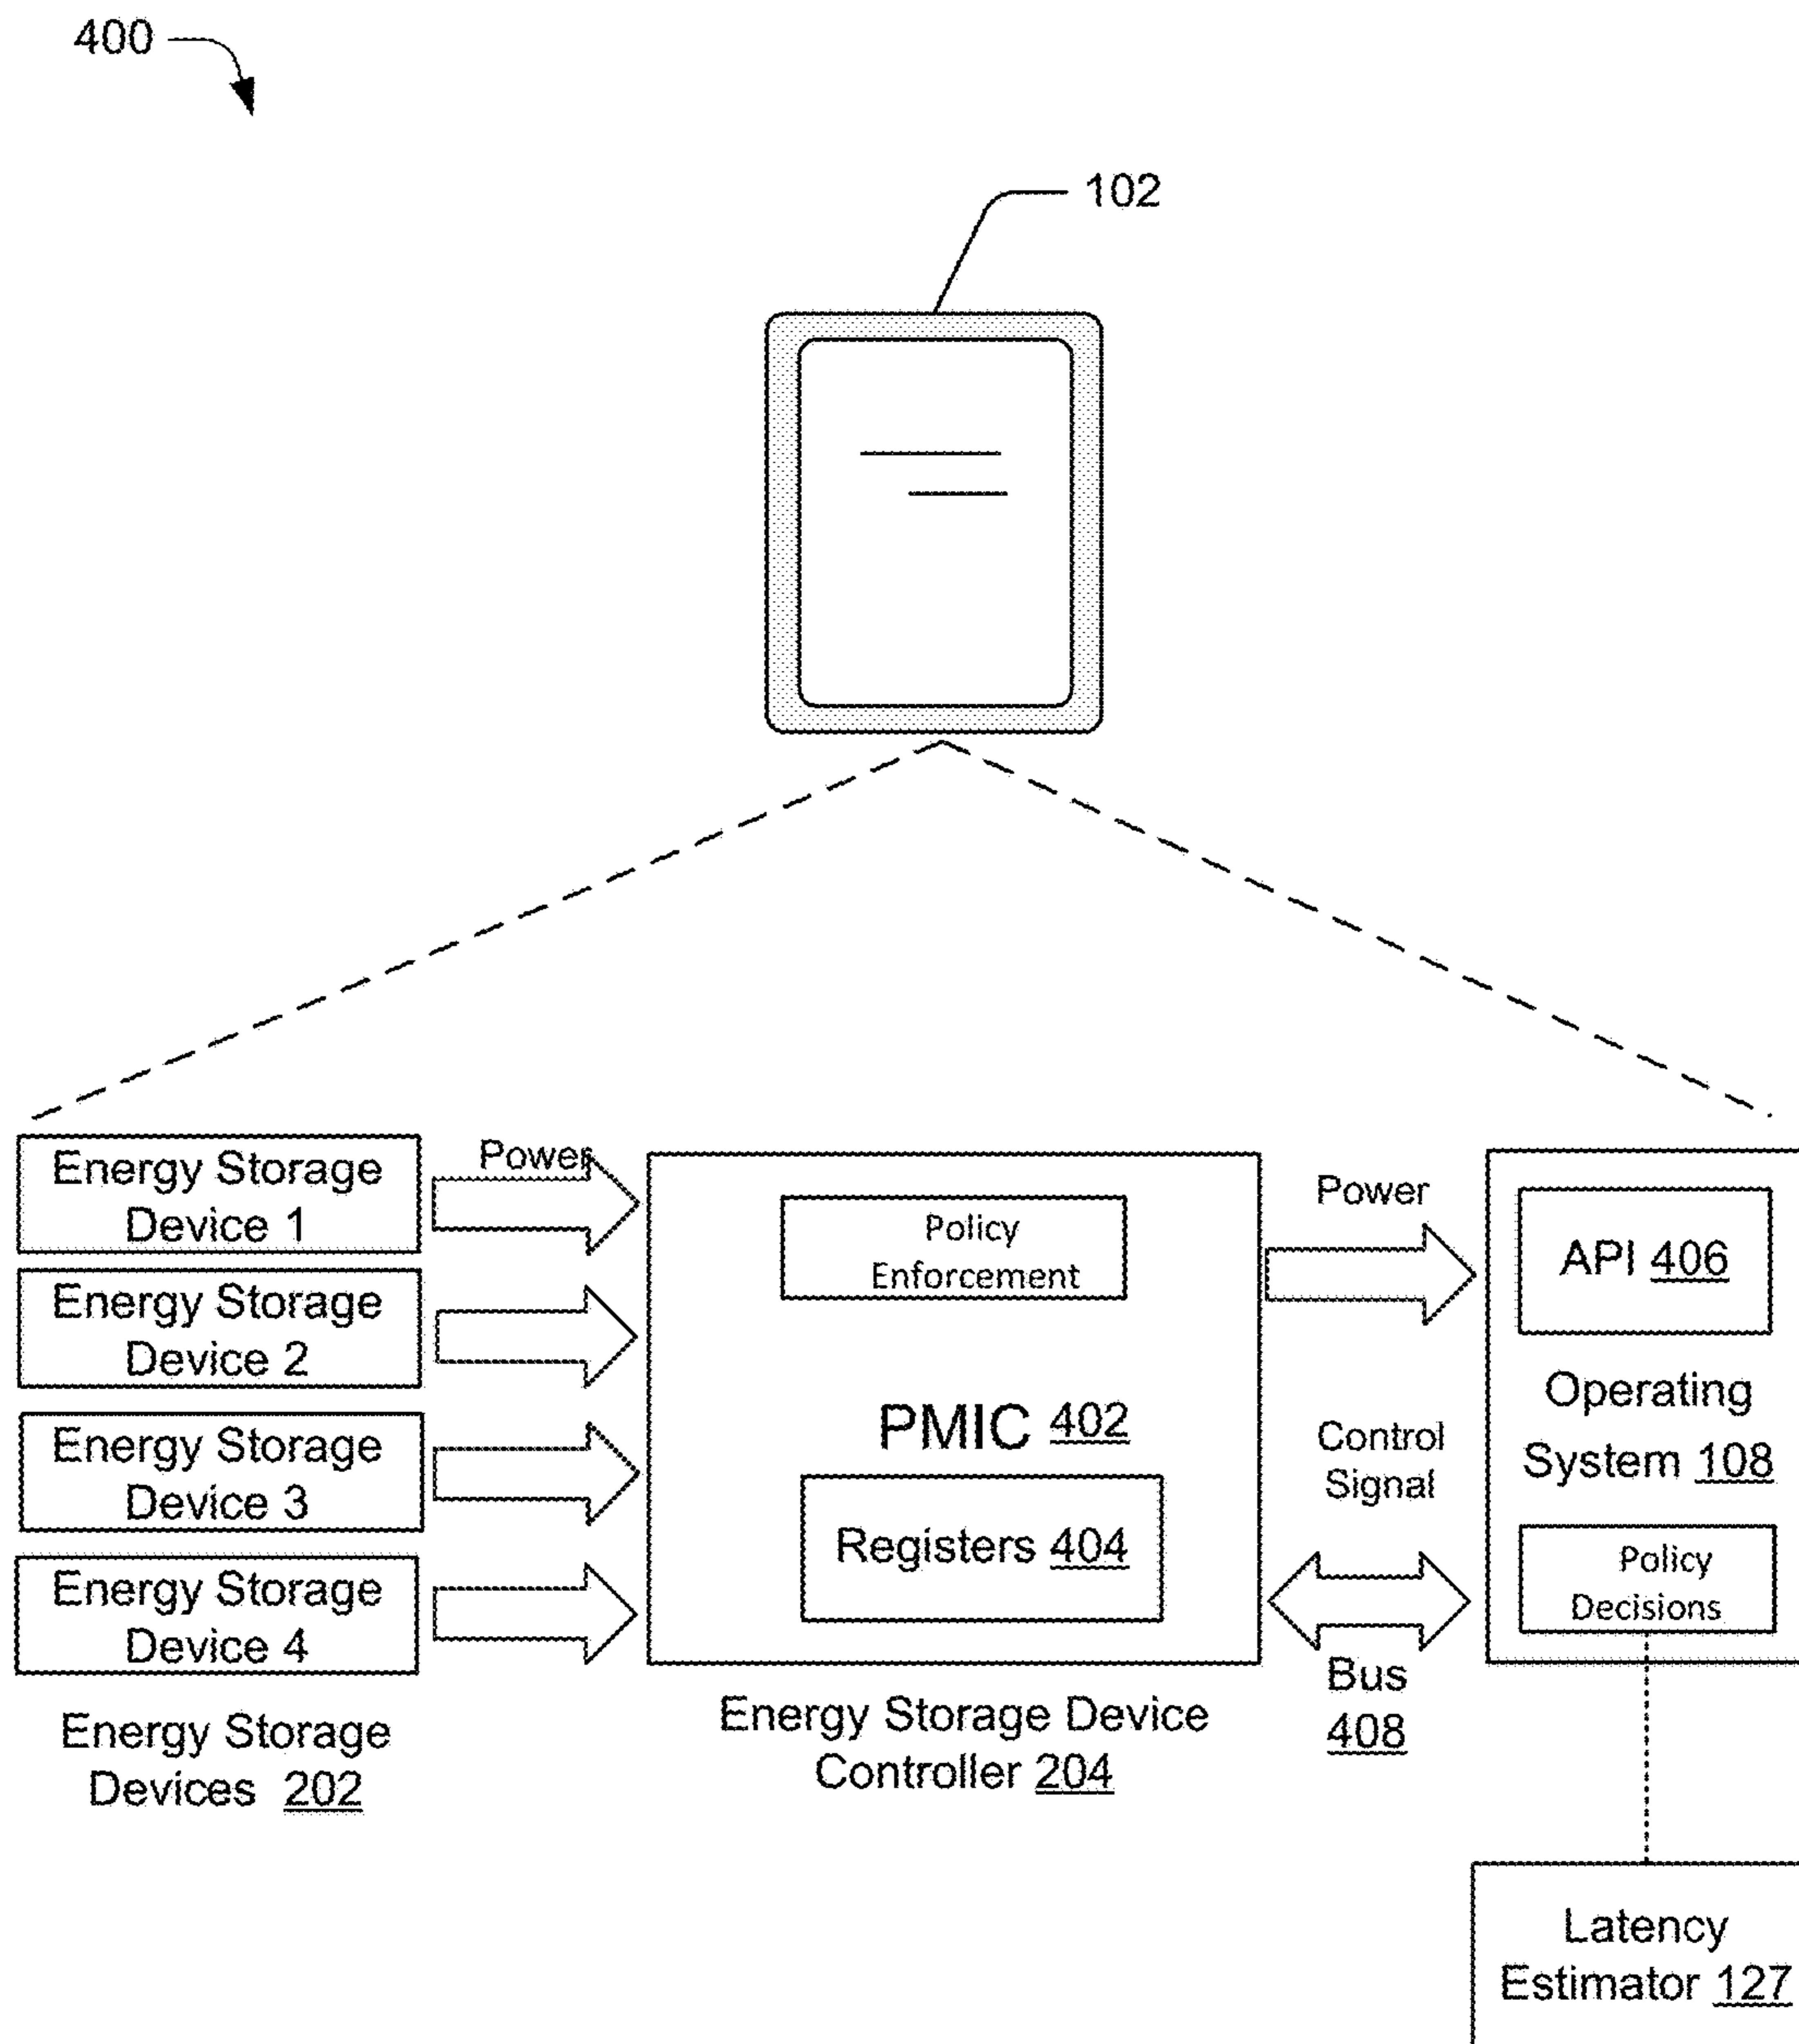 400
102
Energy Storage
Device 1
Energy Storage
Device 2
Energy Storage
Device 3
Energy Storage
Device 4
Energy Storage
Devices 202
Power
Policy
Enforcement
PMIC 402
Registers 404
Energy Storage Device
Controller 204
Power
Control
Signal
Bus
408
API 406
Operating
System 108
Policy
Decisions
Latency
Estimator 127